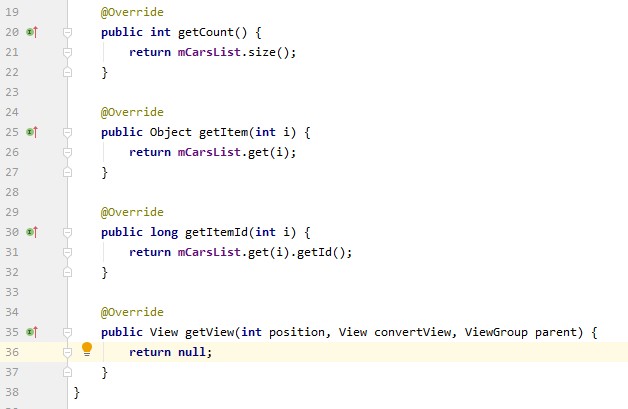 19 @Override
20 public int getCount() {
21 return mCarsList.size();
22 }
23
24 @Override
25 public Object getItem(int i) {
26 return mCarsList.get(i);
27 }
28
29 @Override
30 public long getItemId(int i) {
31 return mCarsList.get(i).getId();
32 }
33
34 @Override
35 public View getView(int position, View convertView, ViewGroup parent) {
36 return null;
37 }
38 }